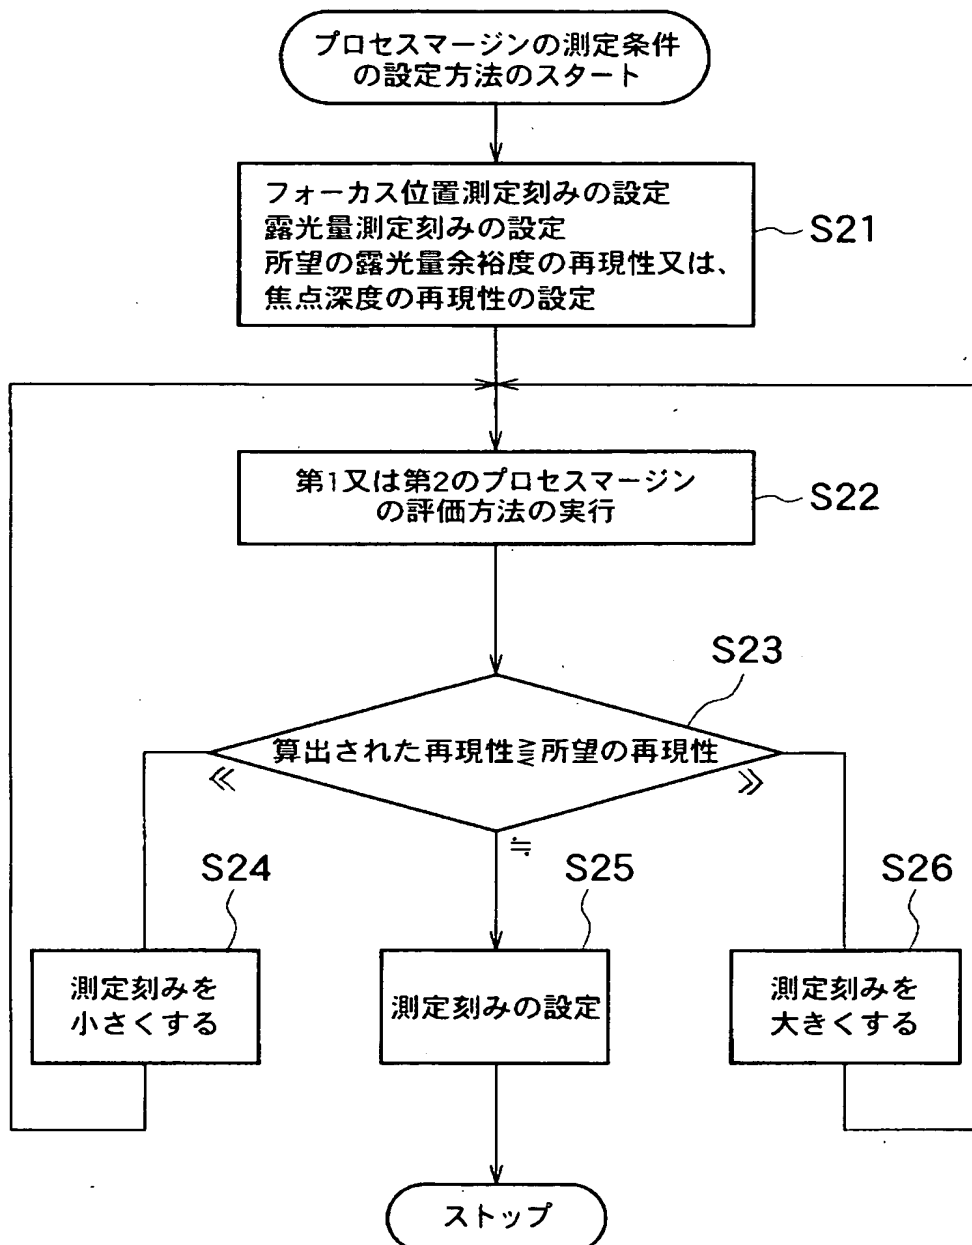 プロセスマージンの測定条件
の設定方法のスタート
フォーカス位置測定刻みの設定
露光量測定刻みの設定
所望の露光量余裕度の再現性又は、
焦点深度の再現性の設定
S21
第1又は第2のプロセスマージン
の評価方法の実行
S22
S23
算出された再現性⋛所望の再現性
≪
≫
≒
S24
S25
S26
測定刻みを
小さくする
測定刻みの設定
測定刻みを
大きくする
ストップ